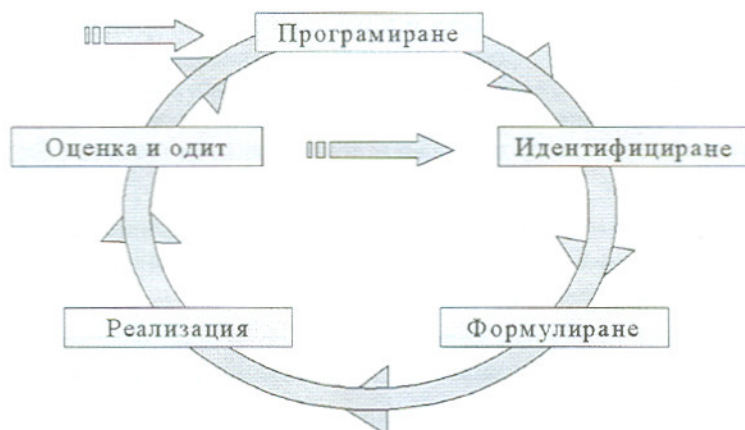 Програмиране
Оценка и одит
Идентифициране
Реализация
Формулиране